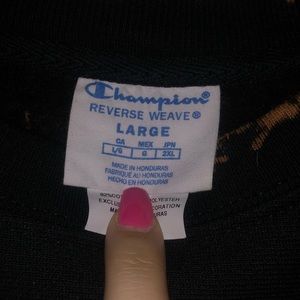 Champion®
REVERSE WEAVE®
LARGE
CA MEX JPN
L/G G 2XL
MADE IN HONDURAS
FABRIQUÉ AU HONDURAS
HECHO EN HONDURAS